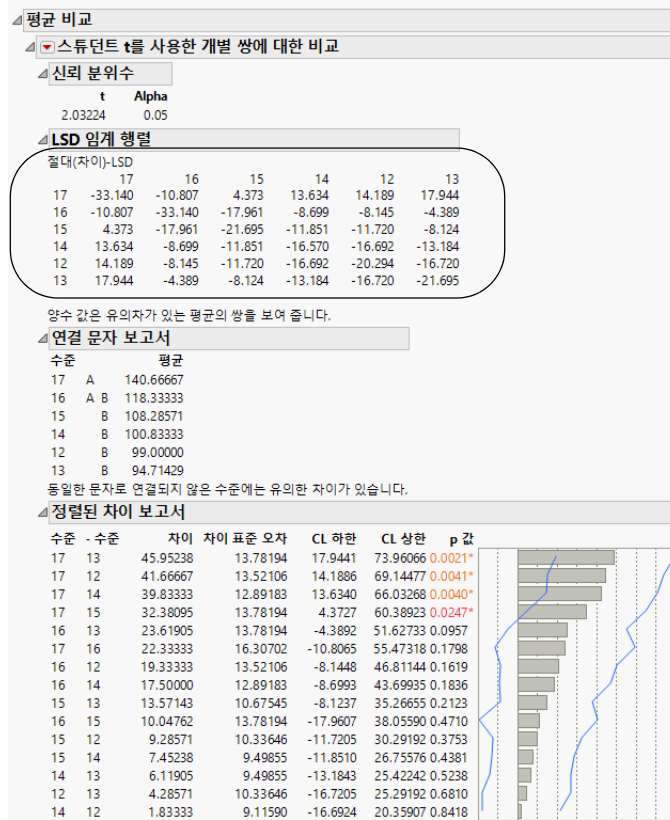 평균 비교
스튜던트 t를 사용한 개별 쌍에 대한 비교
신뢰 분위수
t Alpha
2.03224 0.05
LSD 임계 행렬
절대(차이)-LSD
17 16 15 14 12 13
17 -33.140 -10.807 4.373 13.634 14.189 17.944
16 -10.807 -33.140 -17.961 -8.699 -8.145 -4.389
15 4.373 -17.961 -21.695 -11.851 -11.720 -8.124
14 13.634 -8.699 -11.851 -16.570 -16.692 -13.184
12 14.189 -8.145 -11.720 -16.692 -20.294 -16.720
13 17.944 -4.389 -8.124 -13.184 -16.720 -21.695
양수 값은 유의차가 있는 평균의 쌍을 보여 줍니다.
연결 문자 보고서
수준 평균
17 A 140.66667
16 A B 118.33333
15 B 108.28571
14 B 100.83333
12 B 99.00000
13 B 94.71429
동일한 문자로 연결되지 않은 수준에는 유의한 차이가 있습니다.
정렬된 차이 보고서
수준 - 수준 차이 차이 표준 오차 CL 하한 CL 상한 p 값
17 13 45.95238 13.78194 17.9441 73.96066 0.0021*
17 12 41.66667 13.52106 14.1886 69.14477 0.0041*
17 14 39.83333 12.89183 13.6340 66.03268 0.0040*
17 15 32.38095 13.78194 4.3727 60.38923 0.0247*
16 13 23.61905 13.78194 -4.3892 51.62733 0.0957
17 16 22.33333 16.30702 -10.8065 55.47318 0.1798
16 12 19.33333 13.52106 -8.1448 46.81144 0.1619
16 14 17.50000 12.89183 -8.6993 43.69935 0.1836
15 13 13.57143 10.67545 -8.1237 35.26655 0.2123
16 15 10.04762 13.78194 -17.9607 38.05590 0.4710
15 12 9.28571 10.33646 -11.7205 30.29192 0.3753
15 14 7.45238 9.49855 -11.8510 26.75576 0.4381
14 13 6.11905 9.49855 -13.1843 25.42242 0.5238
12 13 4.28571 10.33646 -16.7205 25.29192 0.6810
14 12 1.83333 9.11590 -16.6924 20.35907 0.8418